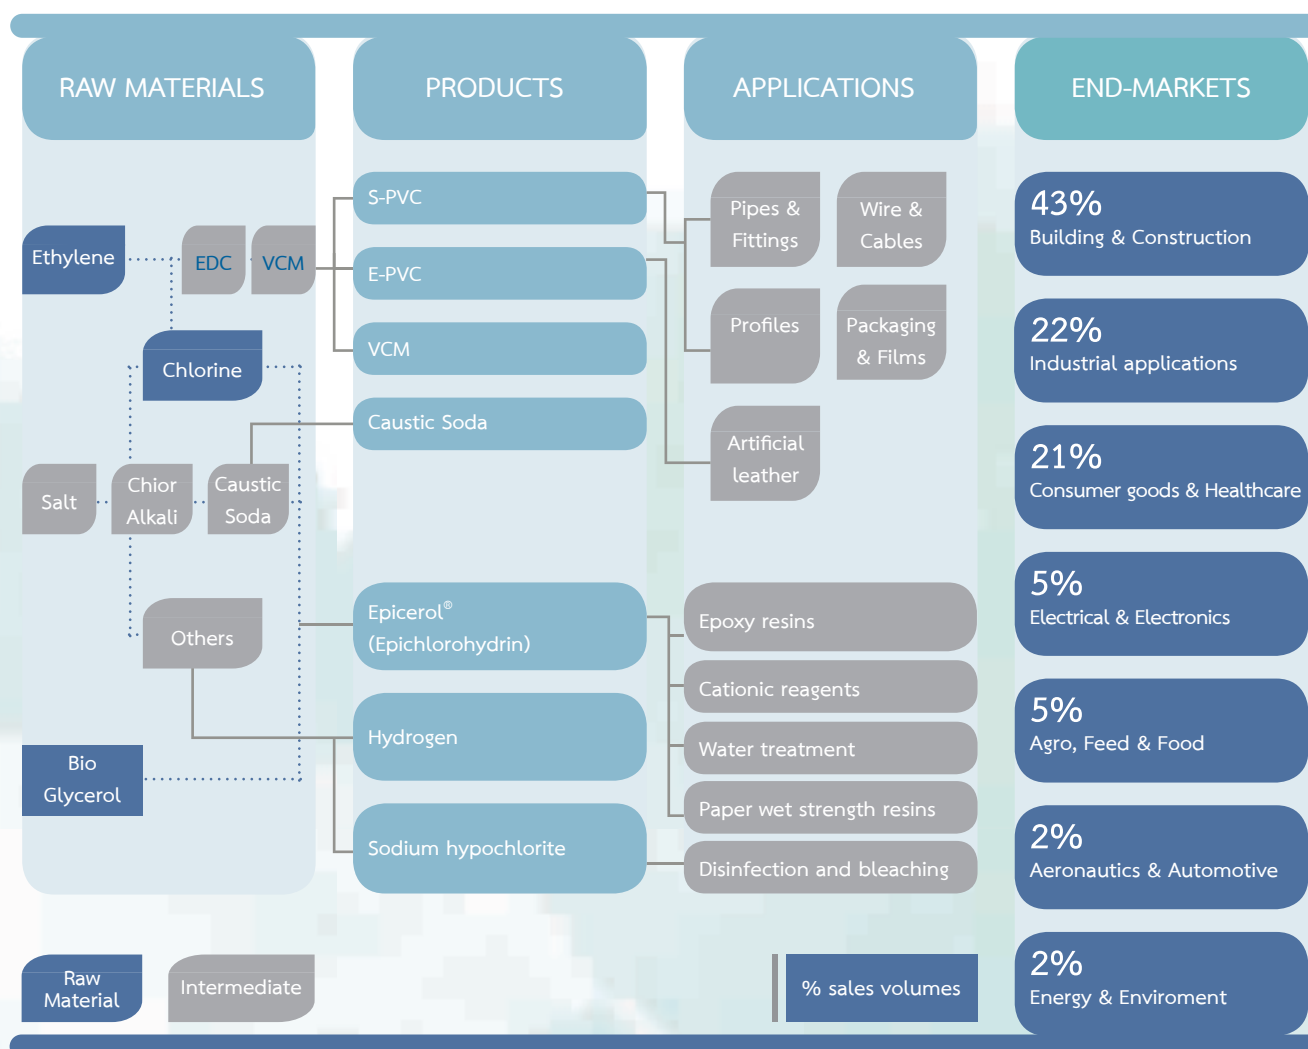 RAW MATERIALS
PRODUCTS
APPLICATIONS
END-MARKETS
Ethylene
EDC
VCM
Chlorine
Salt
Chior
Alkali
Caustic
Soda
Others
Bio
Glycerol
S-PVC
E-PVC
VCM
Caustic Soda
Epicerol®
(Epichlorohydrin)
Hydrogen
Sodium hypochlorite
Pipes &
Fittings
Wire &
Cables
Profiles
Packaging
& Films
Artificial
leather
Epoxy resins
Cationic reagents
Water treatment
Paper wet strength resins
Disinfection and bleaching
43%
Building & Construction
22%
Industrial applications
21%
Consumer goods & Healthcare
5%
Electrical & Electronics
5%
Agro, Feed & Food
2%
Aeronautics & Automotive
2%
Energy & Enviroment
Raw
Material
Intermediate
% sales volumes